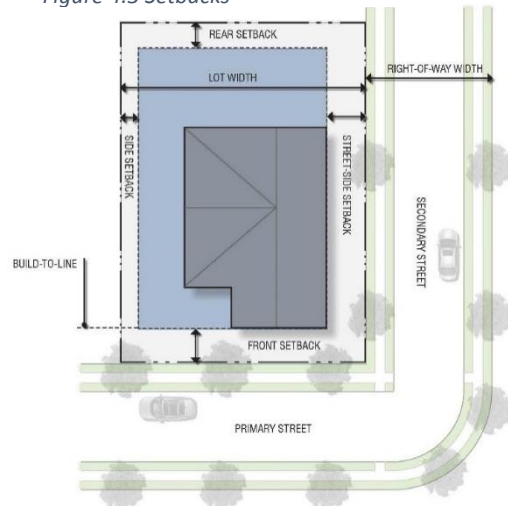 Figure 4.3 Setbacks
REAR SETBACK
LOT WIDTH
RIGHT-OF-WAY WIDTH
SIDE SETBACK
STREET-SIDE SETBACK
SECONDARY STREET
BUILD-TO-LINE
FRONT SETBACK
PRIMARY STREET